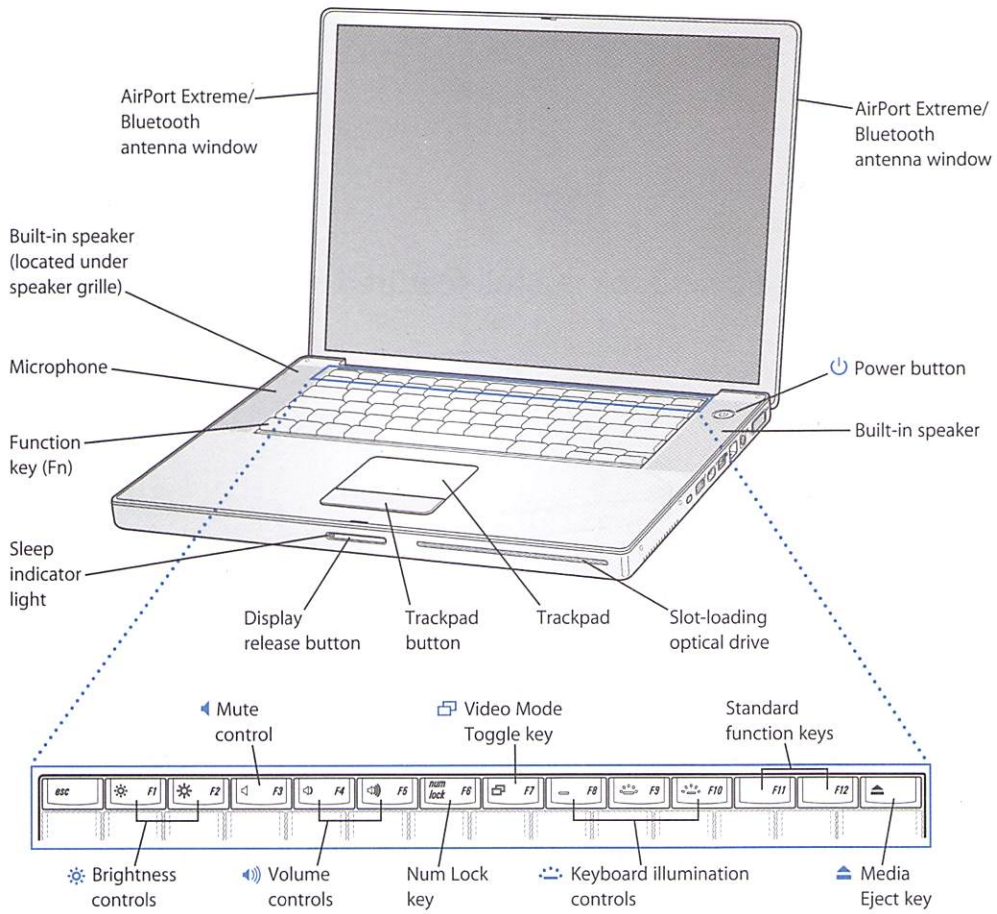 AirPort Extreme/
Bluetooth
antenna window
AirPort Extreme/
Bluetooth
antenna window
Built-in speaker
(located under
speaker grille)
Microphone
Function
key (Fn)
Power button
Built-in speaker
Sleep
indicator
light
Display
release button
Trackpad
button
Trackpad
Slot-loading
optical drive
Mute
control
Video Mode
Toggle key
Standard
function keys
esc F1 F2 F3 F4 F5 num lock F6 F7 F8 F9 F10 F11 F12
Brightness
controls
Volume
controls
Num Lock
key
Keyboard illumination
controls
Media
Eject key